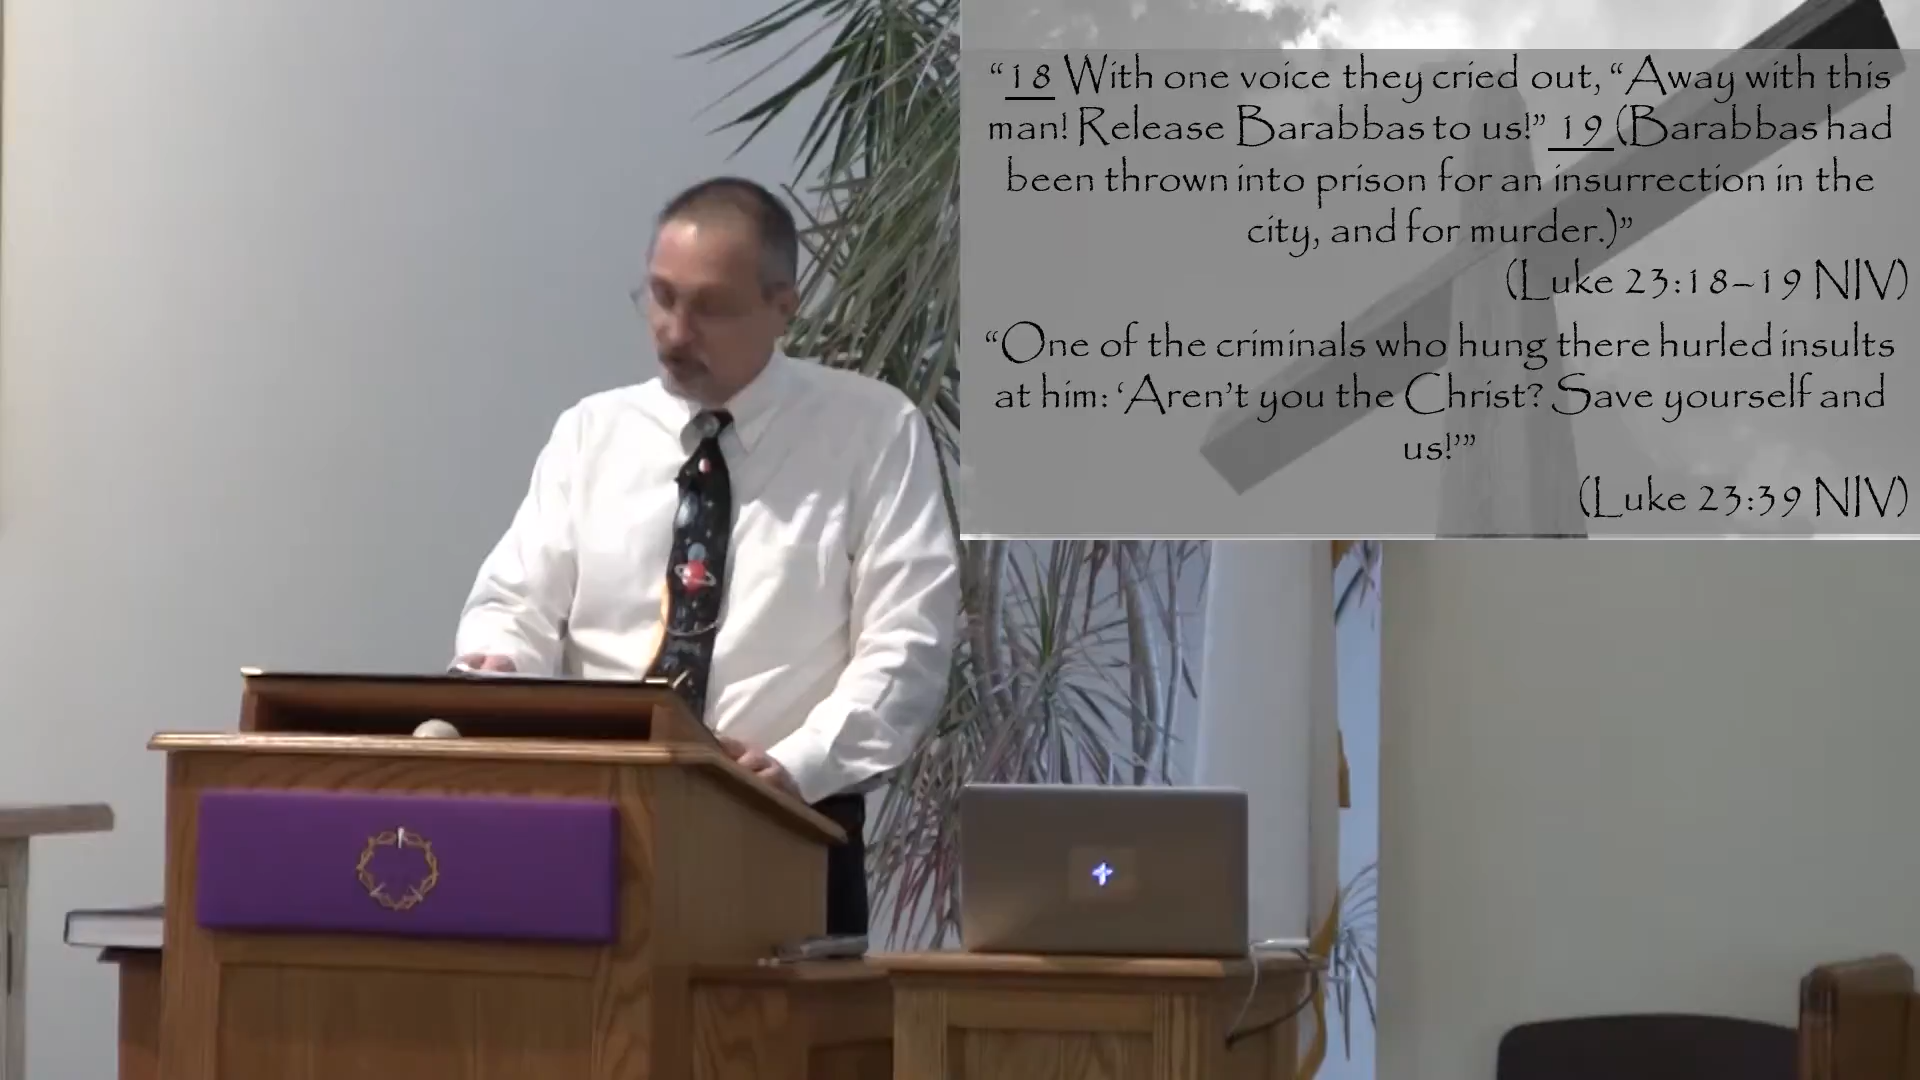 “18 With one voice they cried out, “Away with this
man! Release Barabbas to us!” 19 (Barabbas had
been thrown into prison for an insurrection in the
city, and for murder.)”
(Luke 23:18–19 NIV)
“One of the criminals who hung there hurled insults
at him: ‘Aren’t you the Christ? Save yourself and
us!’”
(Luke 23:39 NIV)